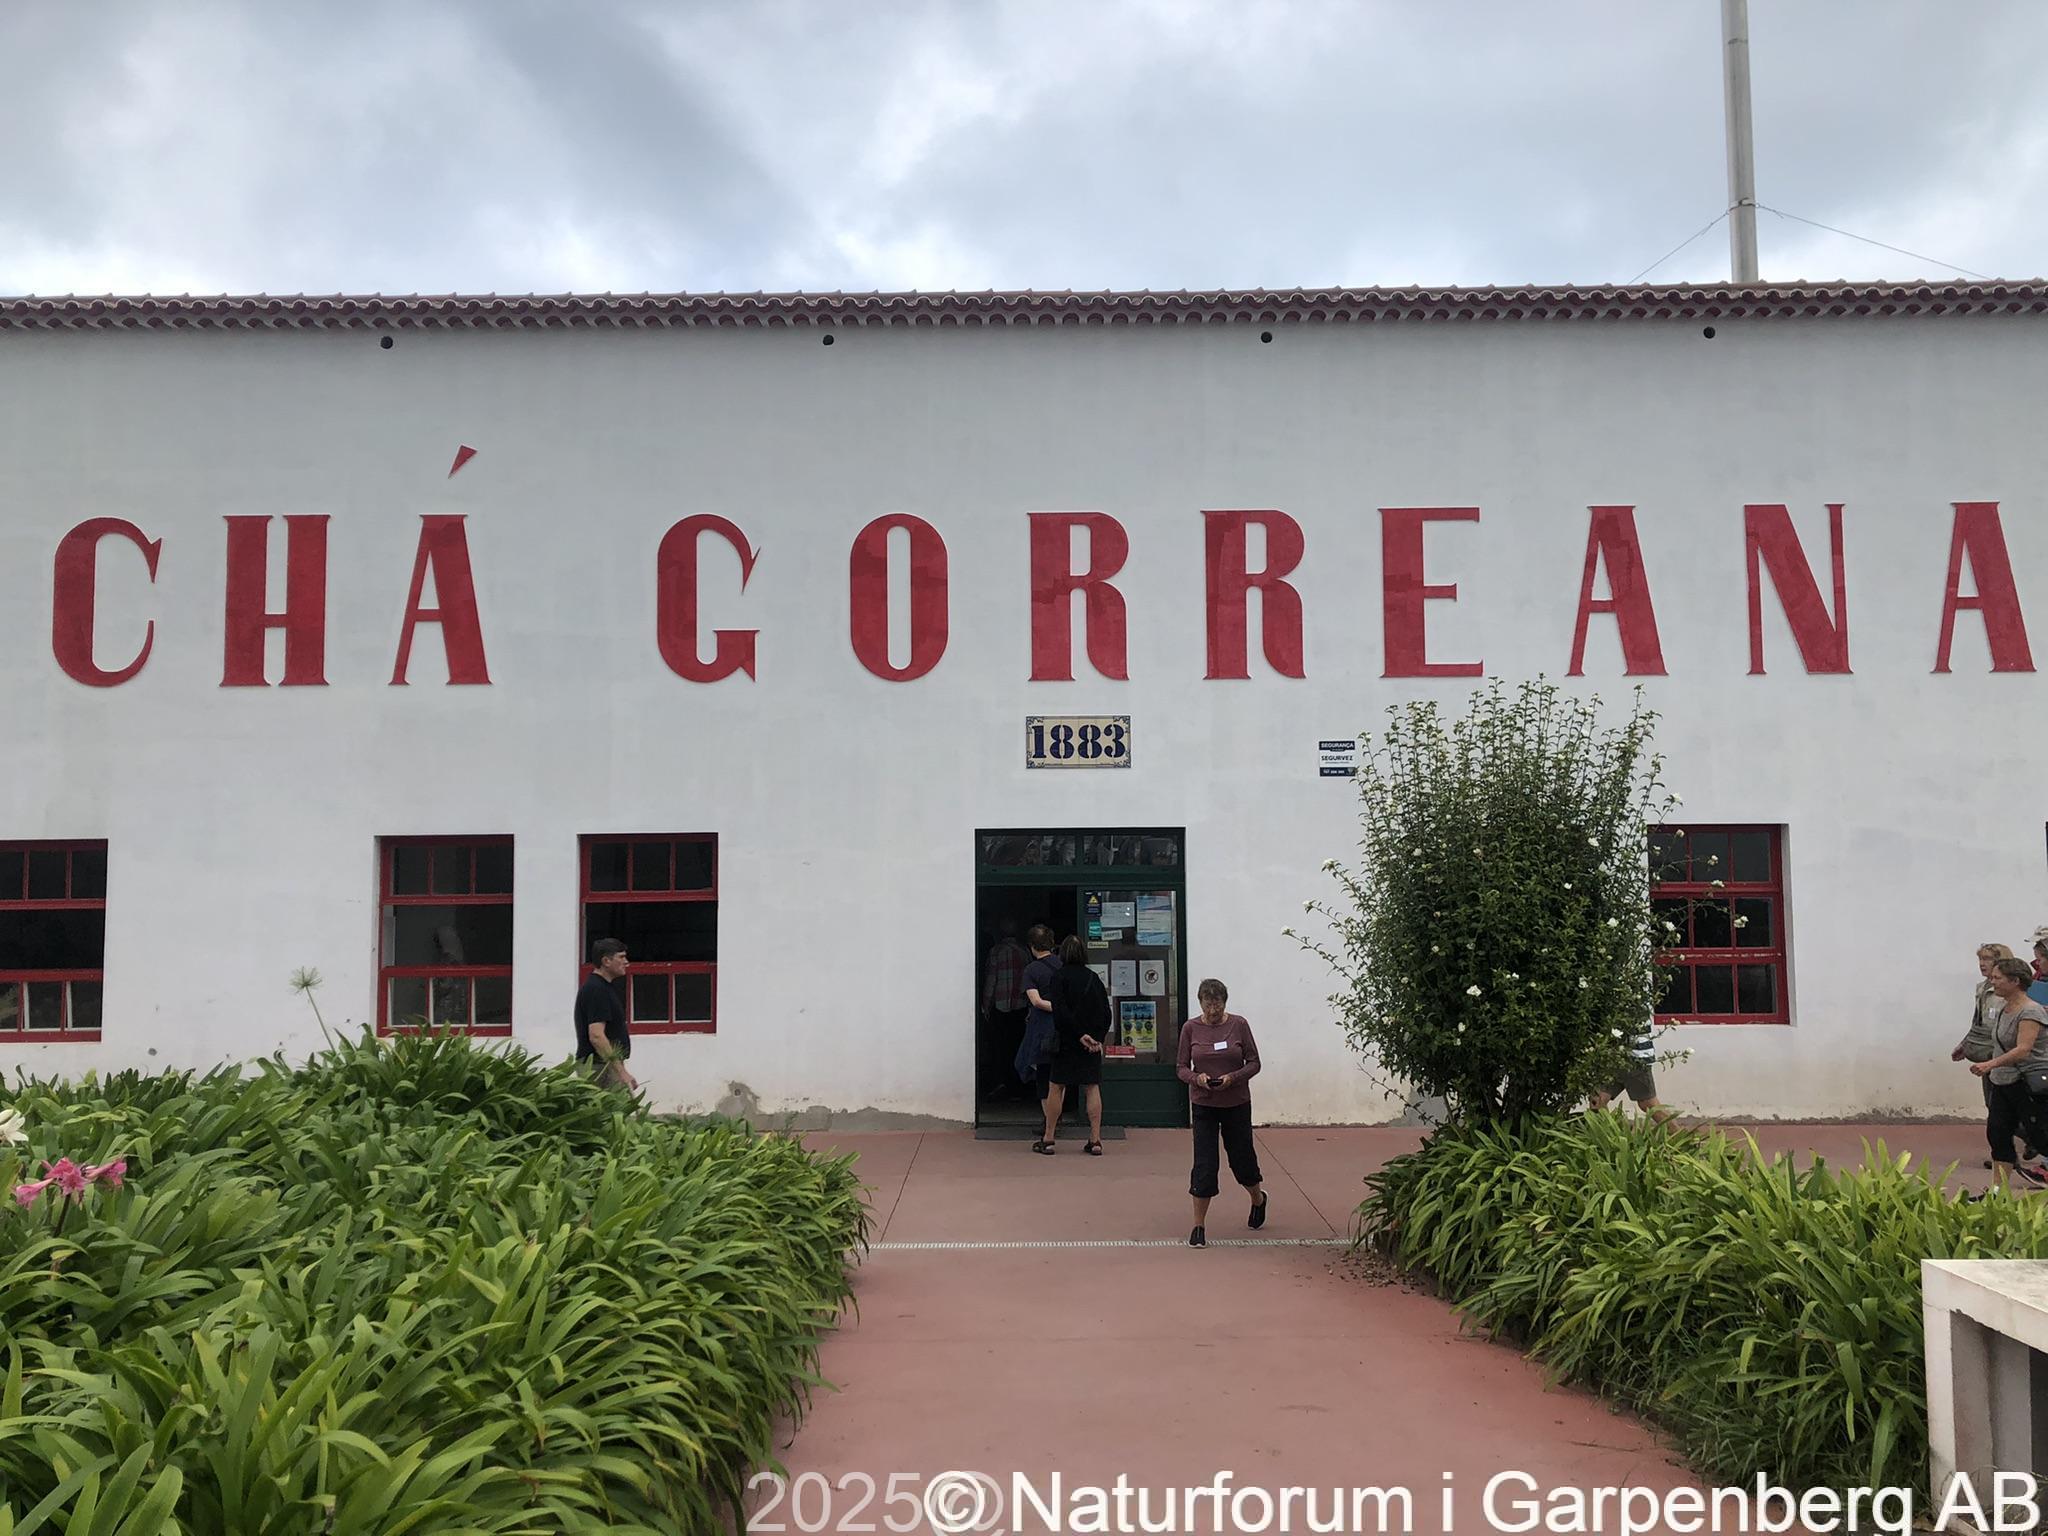 CHÁ GORREANA
1883
SEGURANÇA
SEGURVEZ
2025@©Naturforum i Garpenberg AB